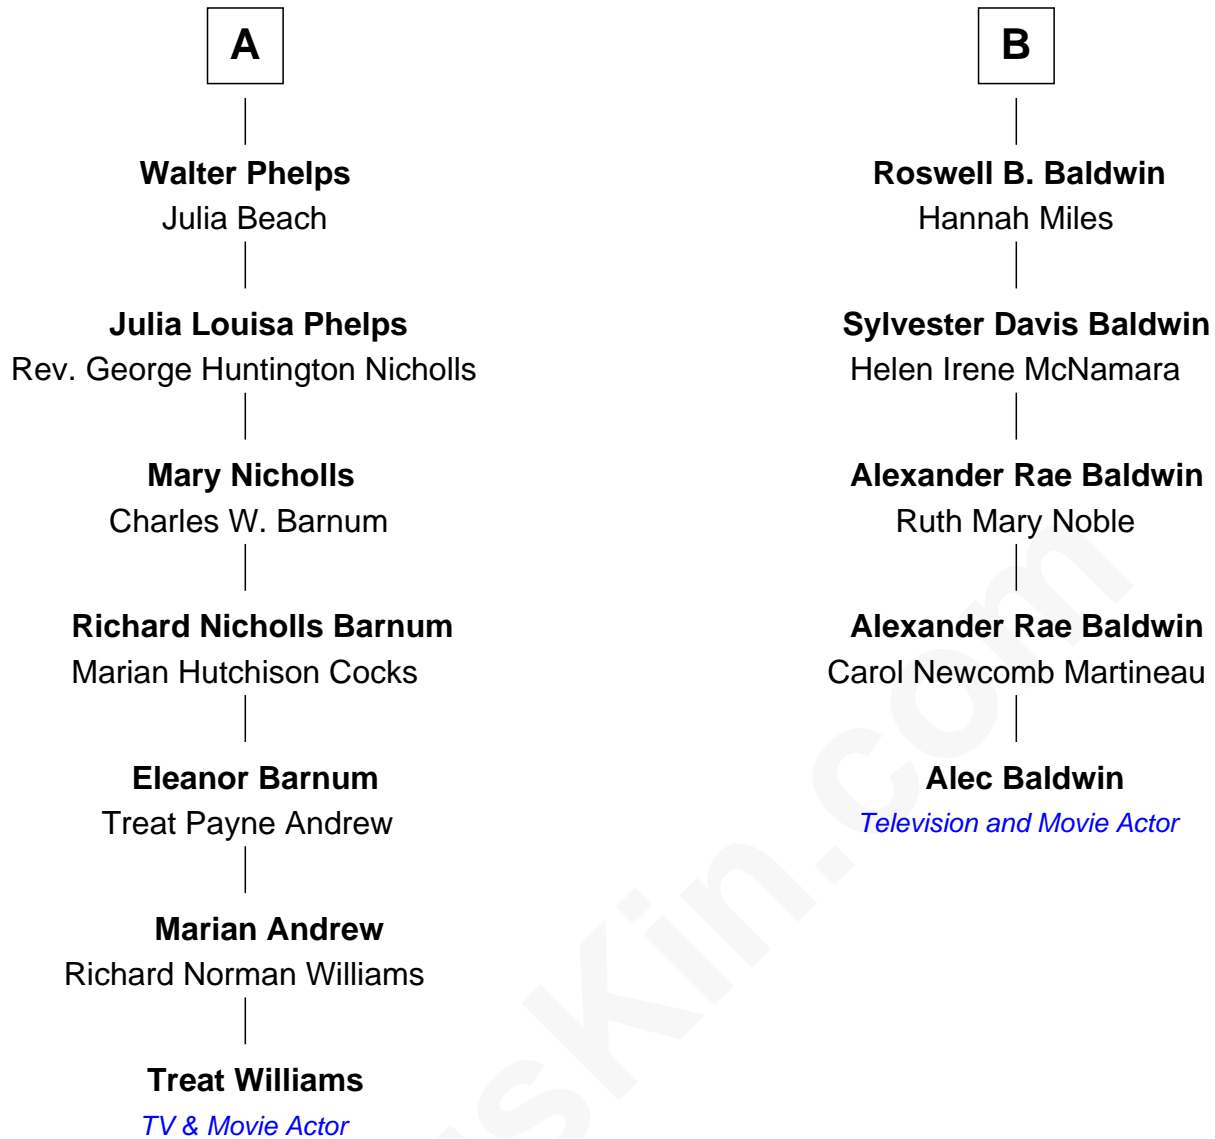 A
Walter Phelps
Julia Beach
Julia Louisa Phelps
Rev. George Huntington Nicholls
Mary Nicholls
Charles W. Barnum
Richard Nicholls Barnum
Marian Hutchison Cocks
Eleanor Barnum
Treat Payne Andrew
Marian Andrew
Richard Norman Williams
Treat Williams
TV & Movie Actor
B
Roswell B. Baldwin
Hannah Miles
Sylvester Davis Baldwin
Helen Irene McNamara
Alexander Rae Baldwin
Ruth Mary Noble
Alexander Rae Baldwin
Carol Newcomb Martineau
Alec Baldwin
Television and Movie Actor
sKin.com